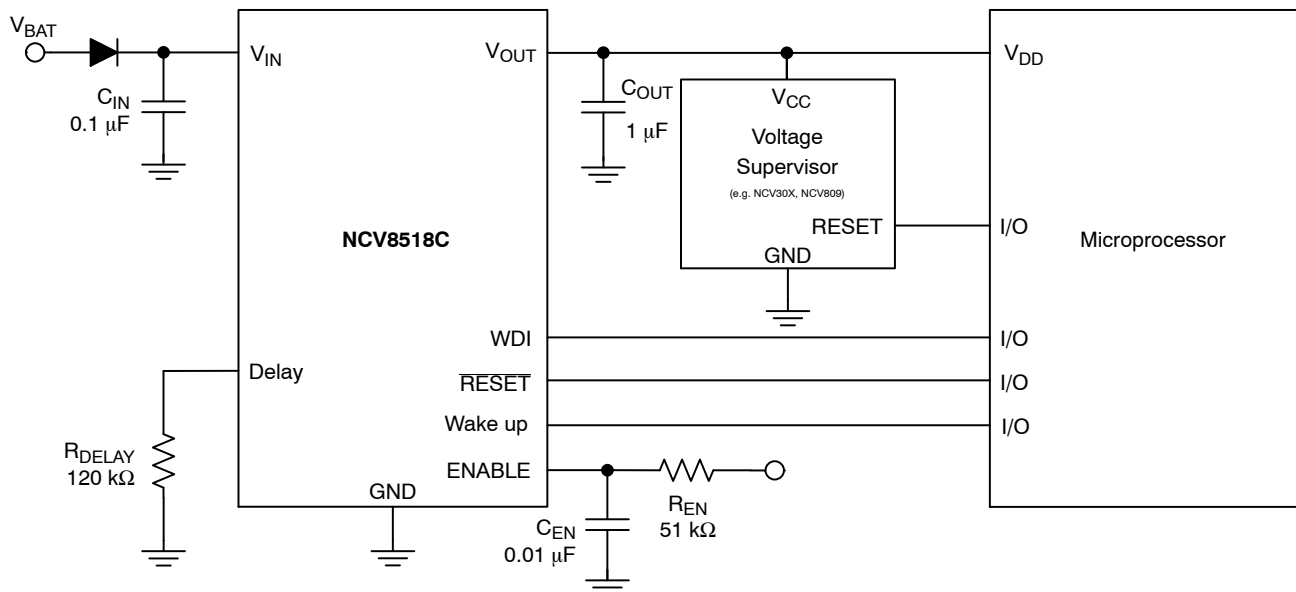 VBAT
VIN
CIN
0.1 μF
VOUT
COUT
1 μF
VCC
Voltage
Supervisor
(e.g. NCV30X, NCV809)
RESET
GND
VDD
I/O
Microprocessor
NCV8518C
WDI
I/O
Delay
RESET
I/O
Wake up
I/O
RDELAY
120 kΩ
ENABLE
GND
CEN
0.01 μF
REN
51 kΩ